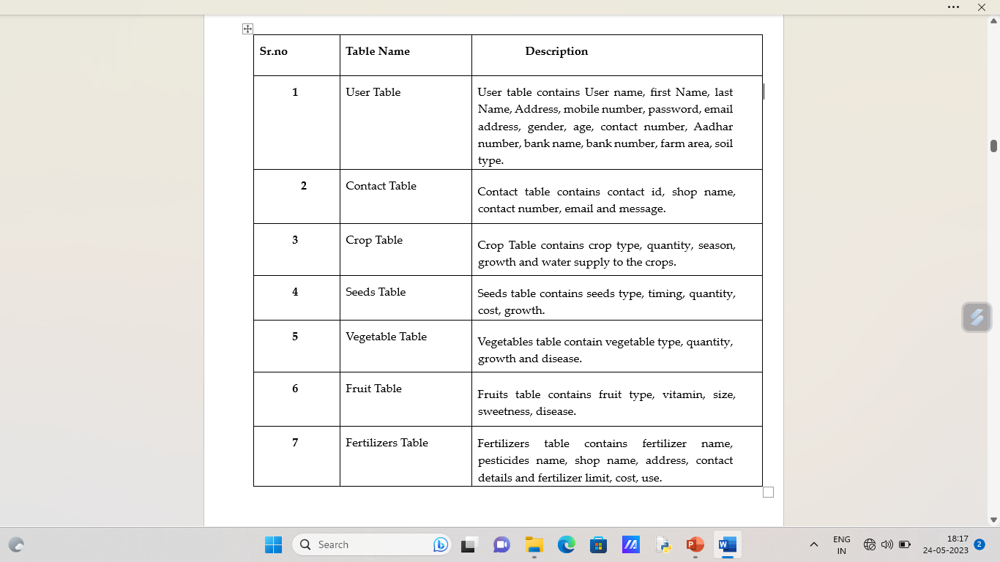 Sr.no Table Name Description
1 User Table User table contains User name, first Name, last
Name, Address, mobile number, password, email
address, gender, age, contact number, Aadhar
number, bank name, bank number, farm area, soil
type.
2 Contact Table
Contact table contains contact id, shop name,
contact number, email and message.
3 Crop Table
Crop Table contains crop type, quantity, season,
growth and water supply to the crops.
4 Seeds Table
Seeds table contains seeds type, timing, quantity,
cost, growth.
5 Vegetable Table
Vegetables table contain vegetable type, quantity,
growth and disease.
6 Fruit Table
Fruits table contains fruit type, vitamin, size,
sweetness, disease.
7 Fertilizers Table Fertilizers table contains fertilizer name,
pesticides name, shop name, address, contact
details and fertilizer limit, cost, use.
Search
ENG
IN
18:17
24-05-2023
2